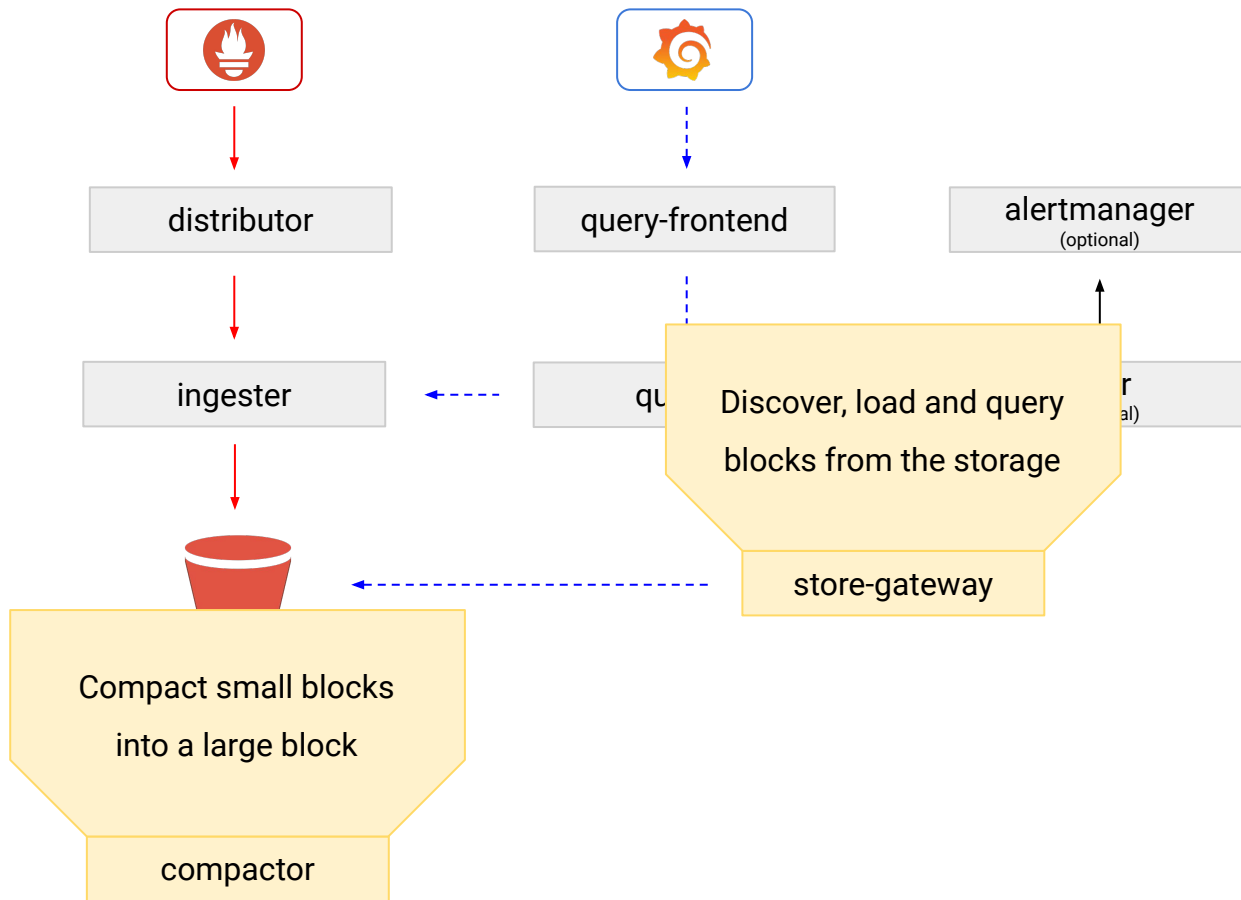 distributor
query-frontend
alertmanager
(optional)
ingester
Discover, load and query
blocks from the storage
store-gateway
Compact small blocks
into a large block
compactor